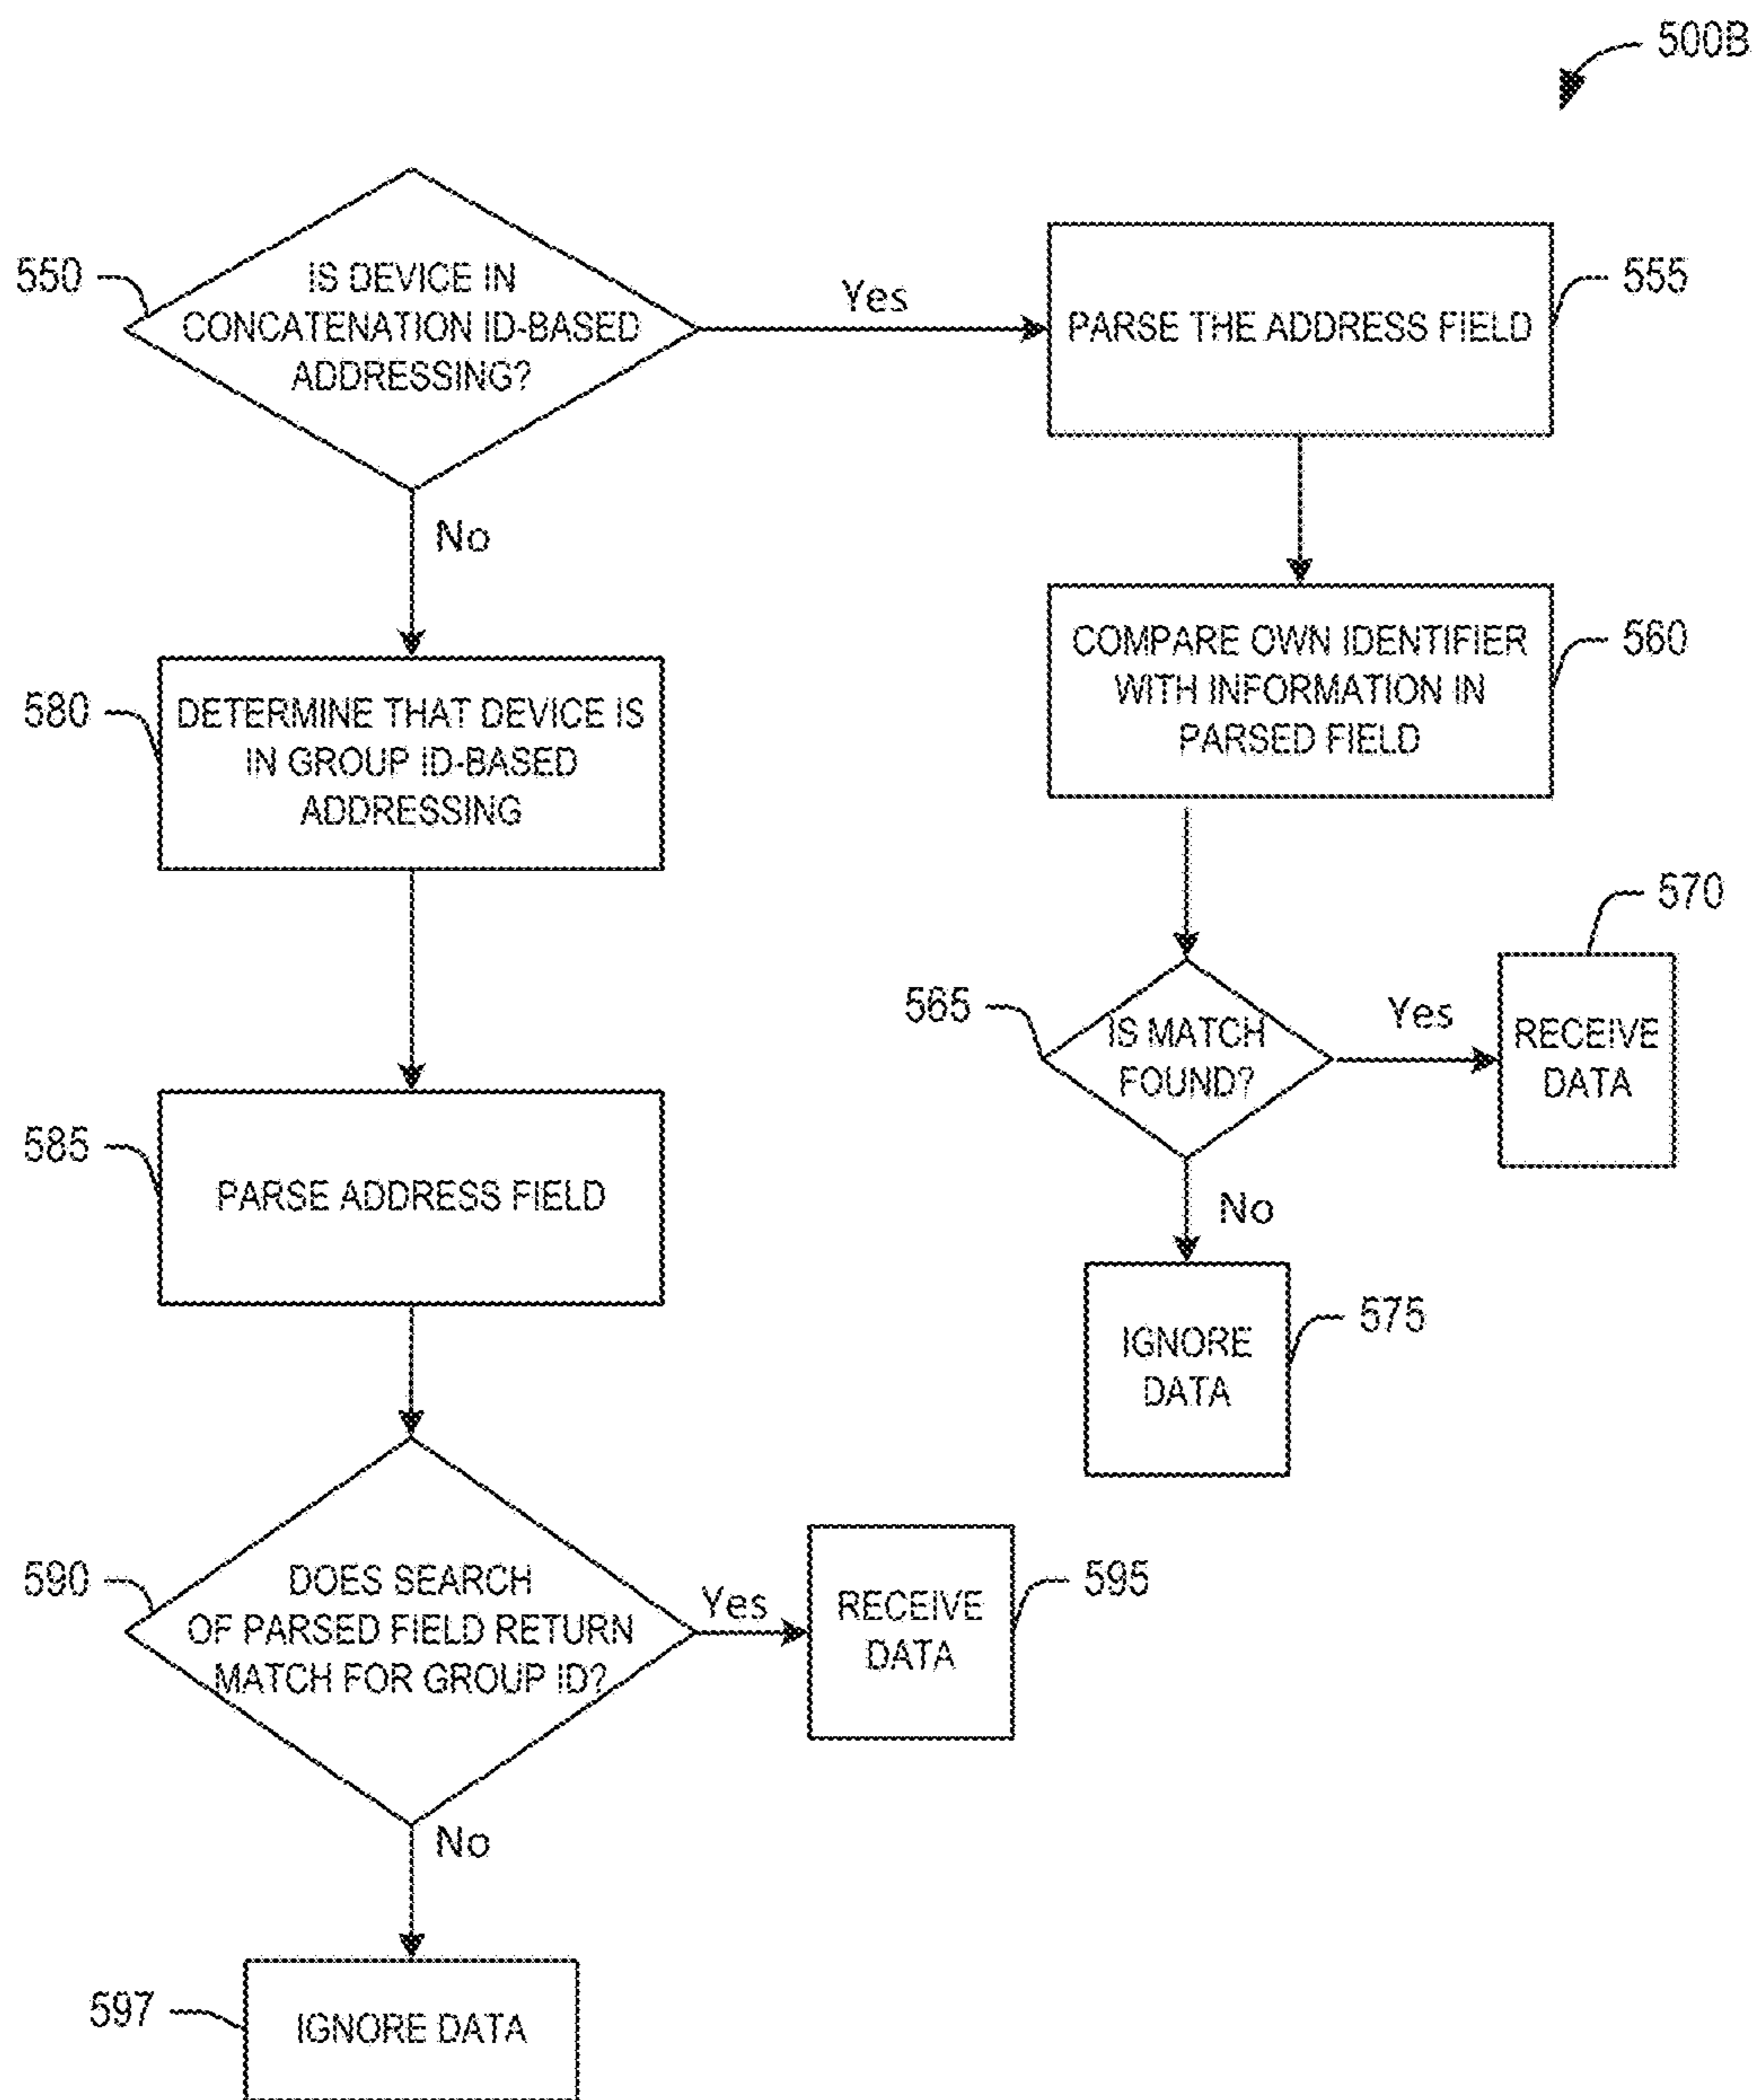 500B
550
IS DEVICE IN
CONCATENATION ID-BASED
ADDRESSING?
Yes
PARSE THE ADDRESS FIELD
555
No
COMPARE OWN IDENTIFIER
WITH INFORMATION IN
PARSED FIELD
560
580
DETERMINE THAT DEVICE IS
IN GROUP ID-BASED
ADDRESSING
565
IS MATCH
FOUND?
Yes
570
RECEIVE
DATA
No
575
IGNORE
DATA
585
PARSE ADDRESS FIELD
590
DOES SEARCH
OF PARSED FIELD RETURN
MATCH FOR GROUP ID?
Yes
RECEIVE
DATA
595
No
597
IGNORE DATA